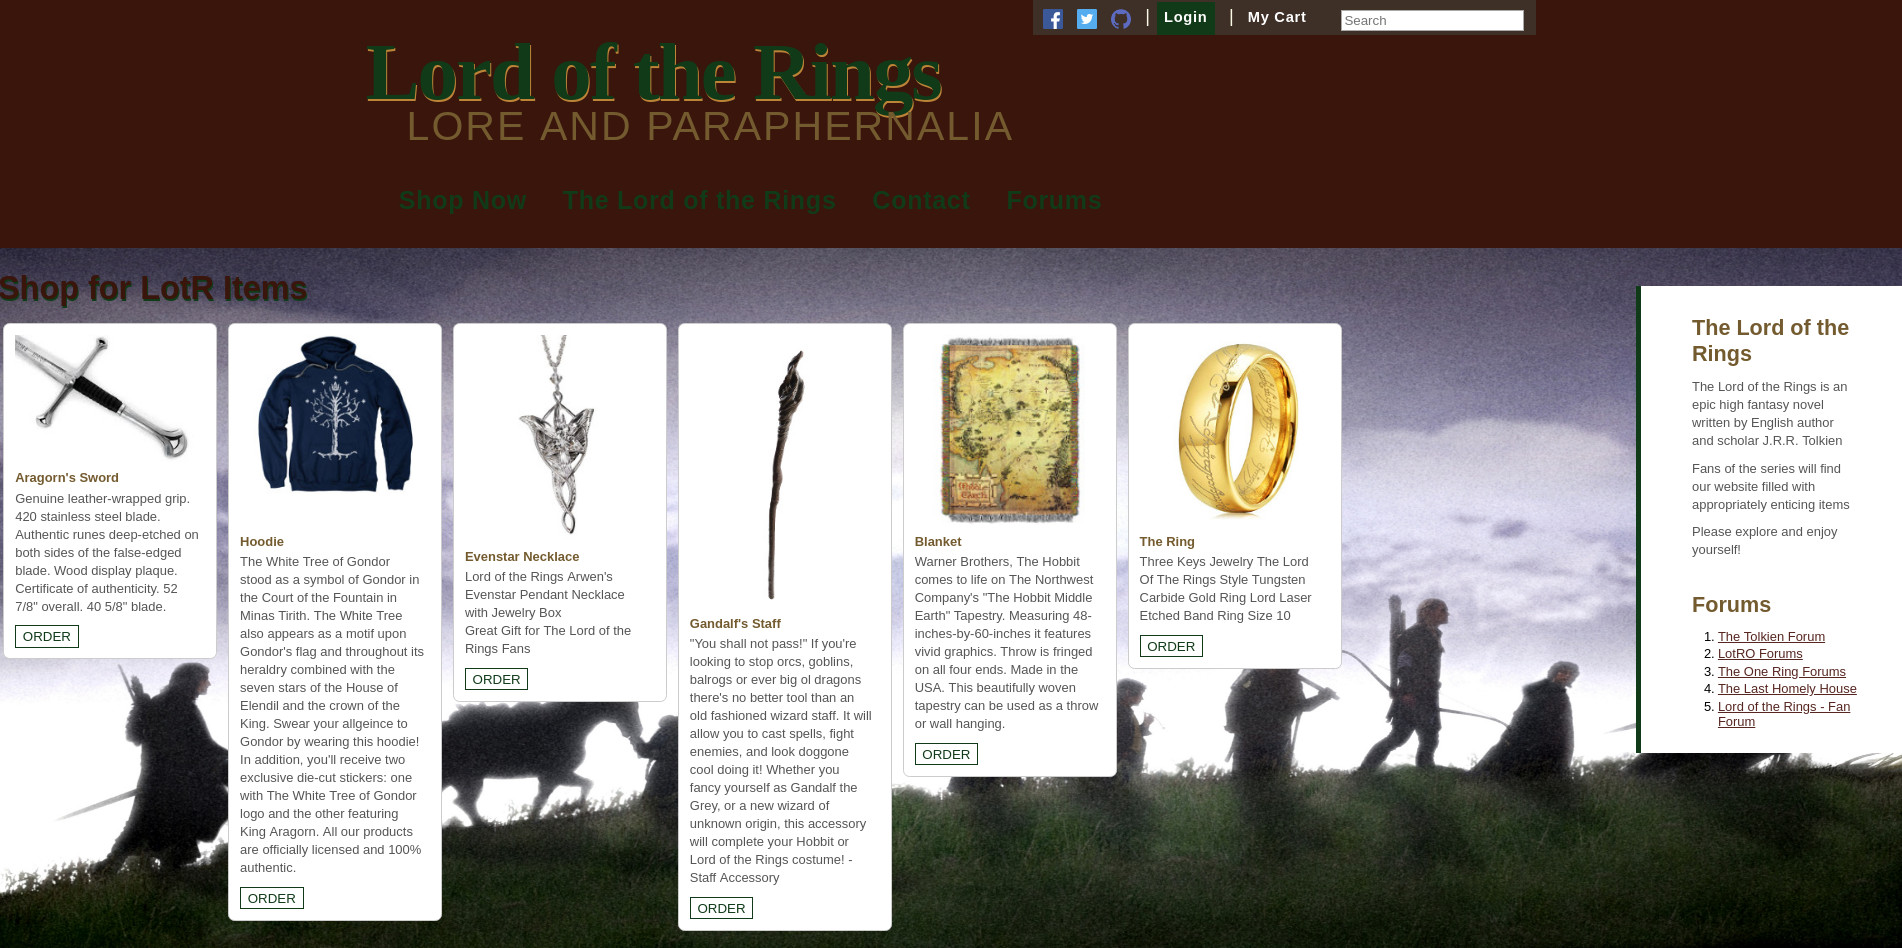 | Login | My Cart Search
Lord of the Rings
LORE AND PARAPHERNALIA
Shop Now The Lord of the Rings Contact Forums
Shop for LotR Items
Aragorn's Sword
Genuine leather-wrapped grip.
420 stainless steel blade.
Authentic runes deep-etched on
both sides of the false-edged
blade. Wood display plaque.
Certificate of authenticity. 52
7/8" overall. 40 5/8" blade.
ORDER
Hoodie
The White Tree of Gondor
stood as a symbol of Gondor in
the Court of the Fountain in
Minas Tirith. The White Tree
also appears as a motif upon
Gondor's flag and throughout its
heraldry combined with the
seven stars of the House of
Elendil and the crown of the
King. Swear your allgeince to
Gondor by wearing this hoodie!
In addition, you'll receive two
exclusive die-cut stickers: one
with The White Tree of Gondor
logo and the other featuring
King Aragorn. All our products
are officially licensed and 100%
authentic.
ORDER
Evenstar Necklace
Lord of the Rings Arwen's
Evenstar Pendant Necklace
with Jewelry Box
Great Gift for The Lord of the
Rings Fans
ORDER
Gandalf's Staff
"You shall not pass!" If you're
looking to stop orcs, goblins,
balrogs or ever big ol dragons
there's no better tool than an
old fashioned wizard staff. It will
allow you to cast spells, fight
enemies, and look doggone
cool doing it! Whether you
fancy yourself as Gandalf the
Grey, or a new wizard of
unknown origin, this accessory
will complete your Hobbit or
Lord of the Rings costume! -
Staff Accessory
ORDER
Blanket
Warner Brothers, The Hobbit
comes to life on The Northwest
Company's "The Hobbit Middle
Earth" Tapestry. Measuring 48-
inches-by-60-inches it features
vivid graphics. Throw is fringed
on all four ends. Made in the
USA. This beautifully woven
tapestry can be used as a throw
or wall hanging.
ORDER
The Ring
Three Keys Jewelry The Lord
Of The Rings Style Tungsten
Carbide Gold Ring Lord Laser
Etched Band Ring Size 10
ORDER
The Lord of the
Rings
The Lord of the Rings is an
epic high fantasy novel
written by English author
and scholar J.R.R. Tolkien
Fans of the series will find
our website filled with
appropriately enticing items
Please explore and enjoy
yourself!
Forums
1. The Tolkien Forum
2. LotRO Forums
3. The One Ring Forums
4. The Last Homely House
5. Lord of the Rings - Fan
Forum